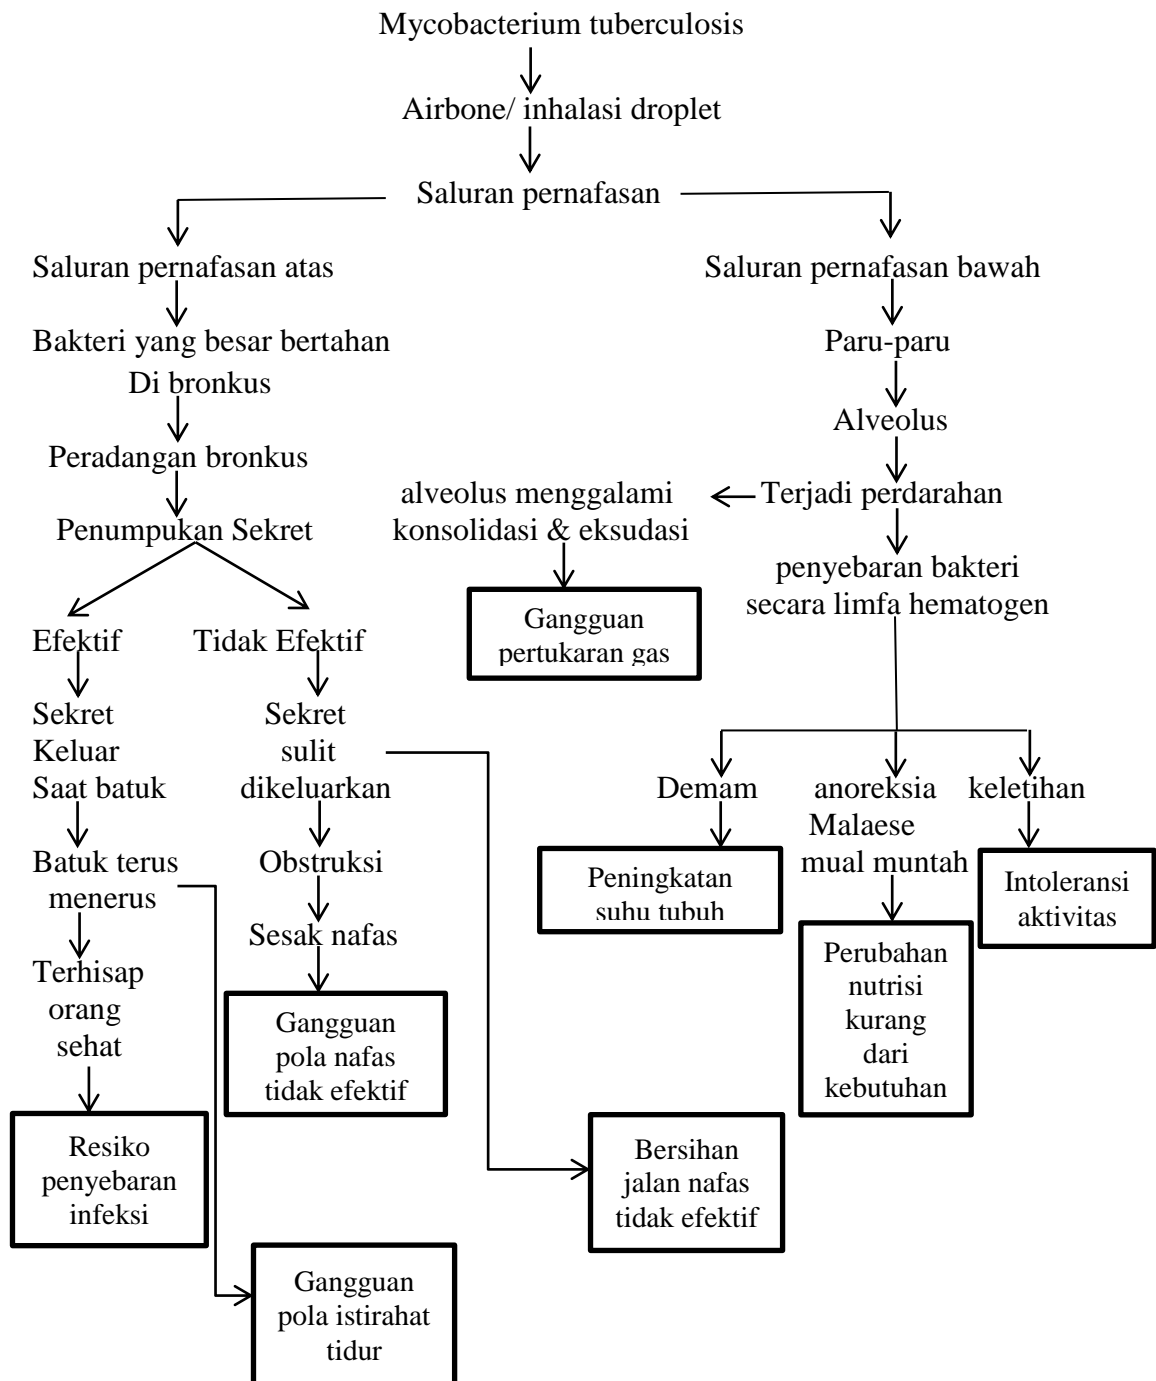 Mycobacterium tuberculosis
Airbone/ inhalasi droplet
Saluran pernafasan
Saluran pernafasan atas
Saluran pernafasan bawah
Bakteri yang besar bertahan
Di bronkus
Paru-paru
Alveolus
Peradangan bronkus
Terjadi perdarahan
alveolus menggalami
konsolidasi & eksudasi
Penumpukan Sekret
penyebaran bakteri
secara limfa hematogen
Gangguan
pertukaran gas
Efektif
Tidak Efektif
Sekret
Keluar
Saat batuk
Sekret
sulit
dikeluarkan
Demam
anoreksia
Malaese
mual muntah
keletihan
Batuk terus
menerus
Obstruksi
Peningkatan
suhu tubuh
Intoleransi
aktivitas
Sesak nafas
Terhisap
orang
sehat
Perubahan
nutrisi
kurang
dari
kebutuhan
Gangguan
pola nafas
tidak efektif
Resiko
penyebaran
infeksi
Bersihan
jalan nafas
tidak efektif
Gangguan
pola istirahat
tidur